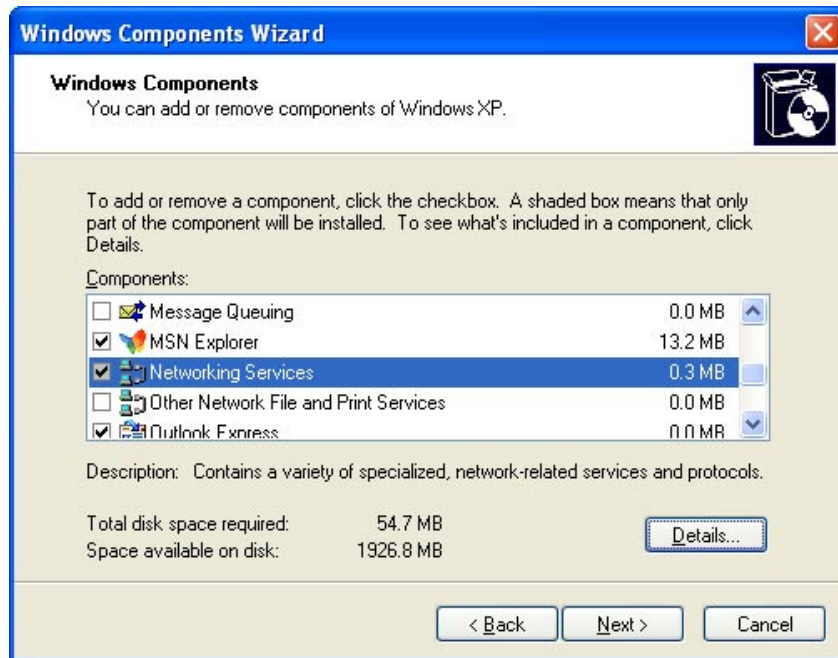 Windows Components Wizard
Windows Components
You can add or remove components of Windows XP.
To add or remove a component, click the checkbox. A shaded box means that only
part of the component will be installed. To see what's included in a component, click
Details.
Components:
Message Queuing 0.0 MB
MSN Explorer 13.2 MB
Networking Services 0.3 MB
Other Network File and Print Services 0.0 MB
Outlook Express 0.0 MB
Description: Contains a variety of specialized, network-related services and protocols.
Total disk space required: 54.7 MB
Space available on disk: 1926.8 MB
Details...
< Back Next > Cancel